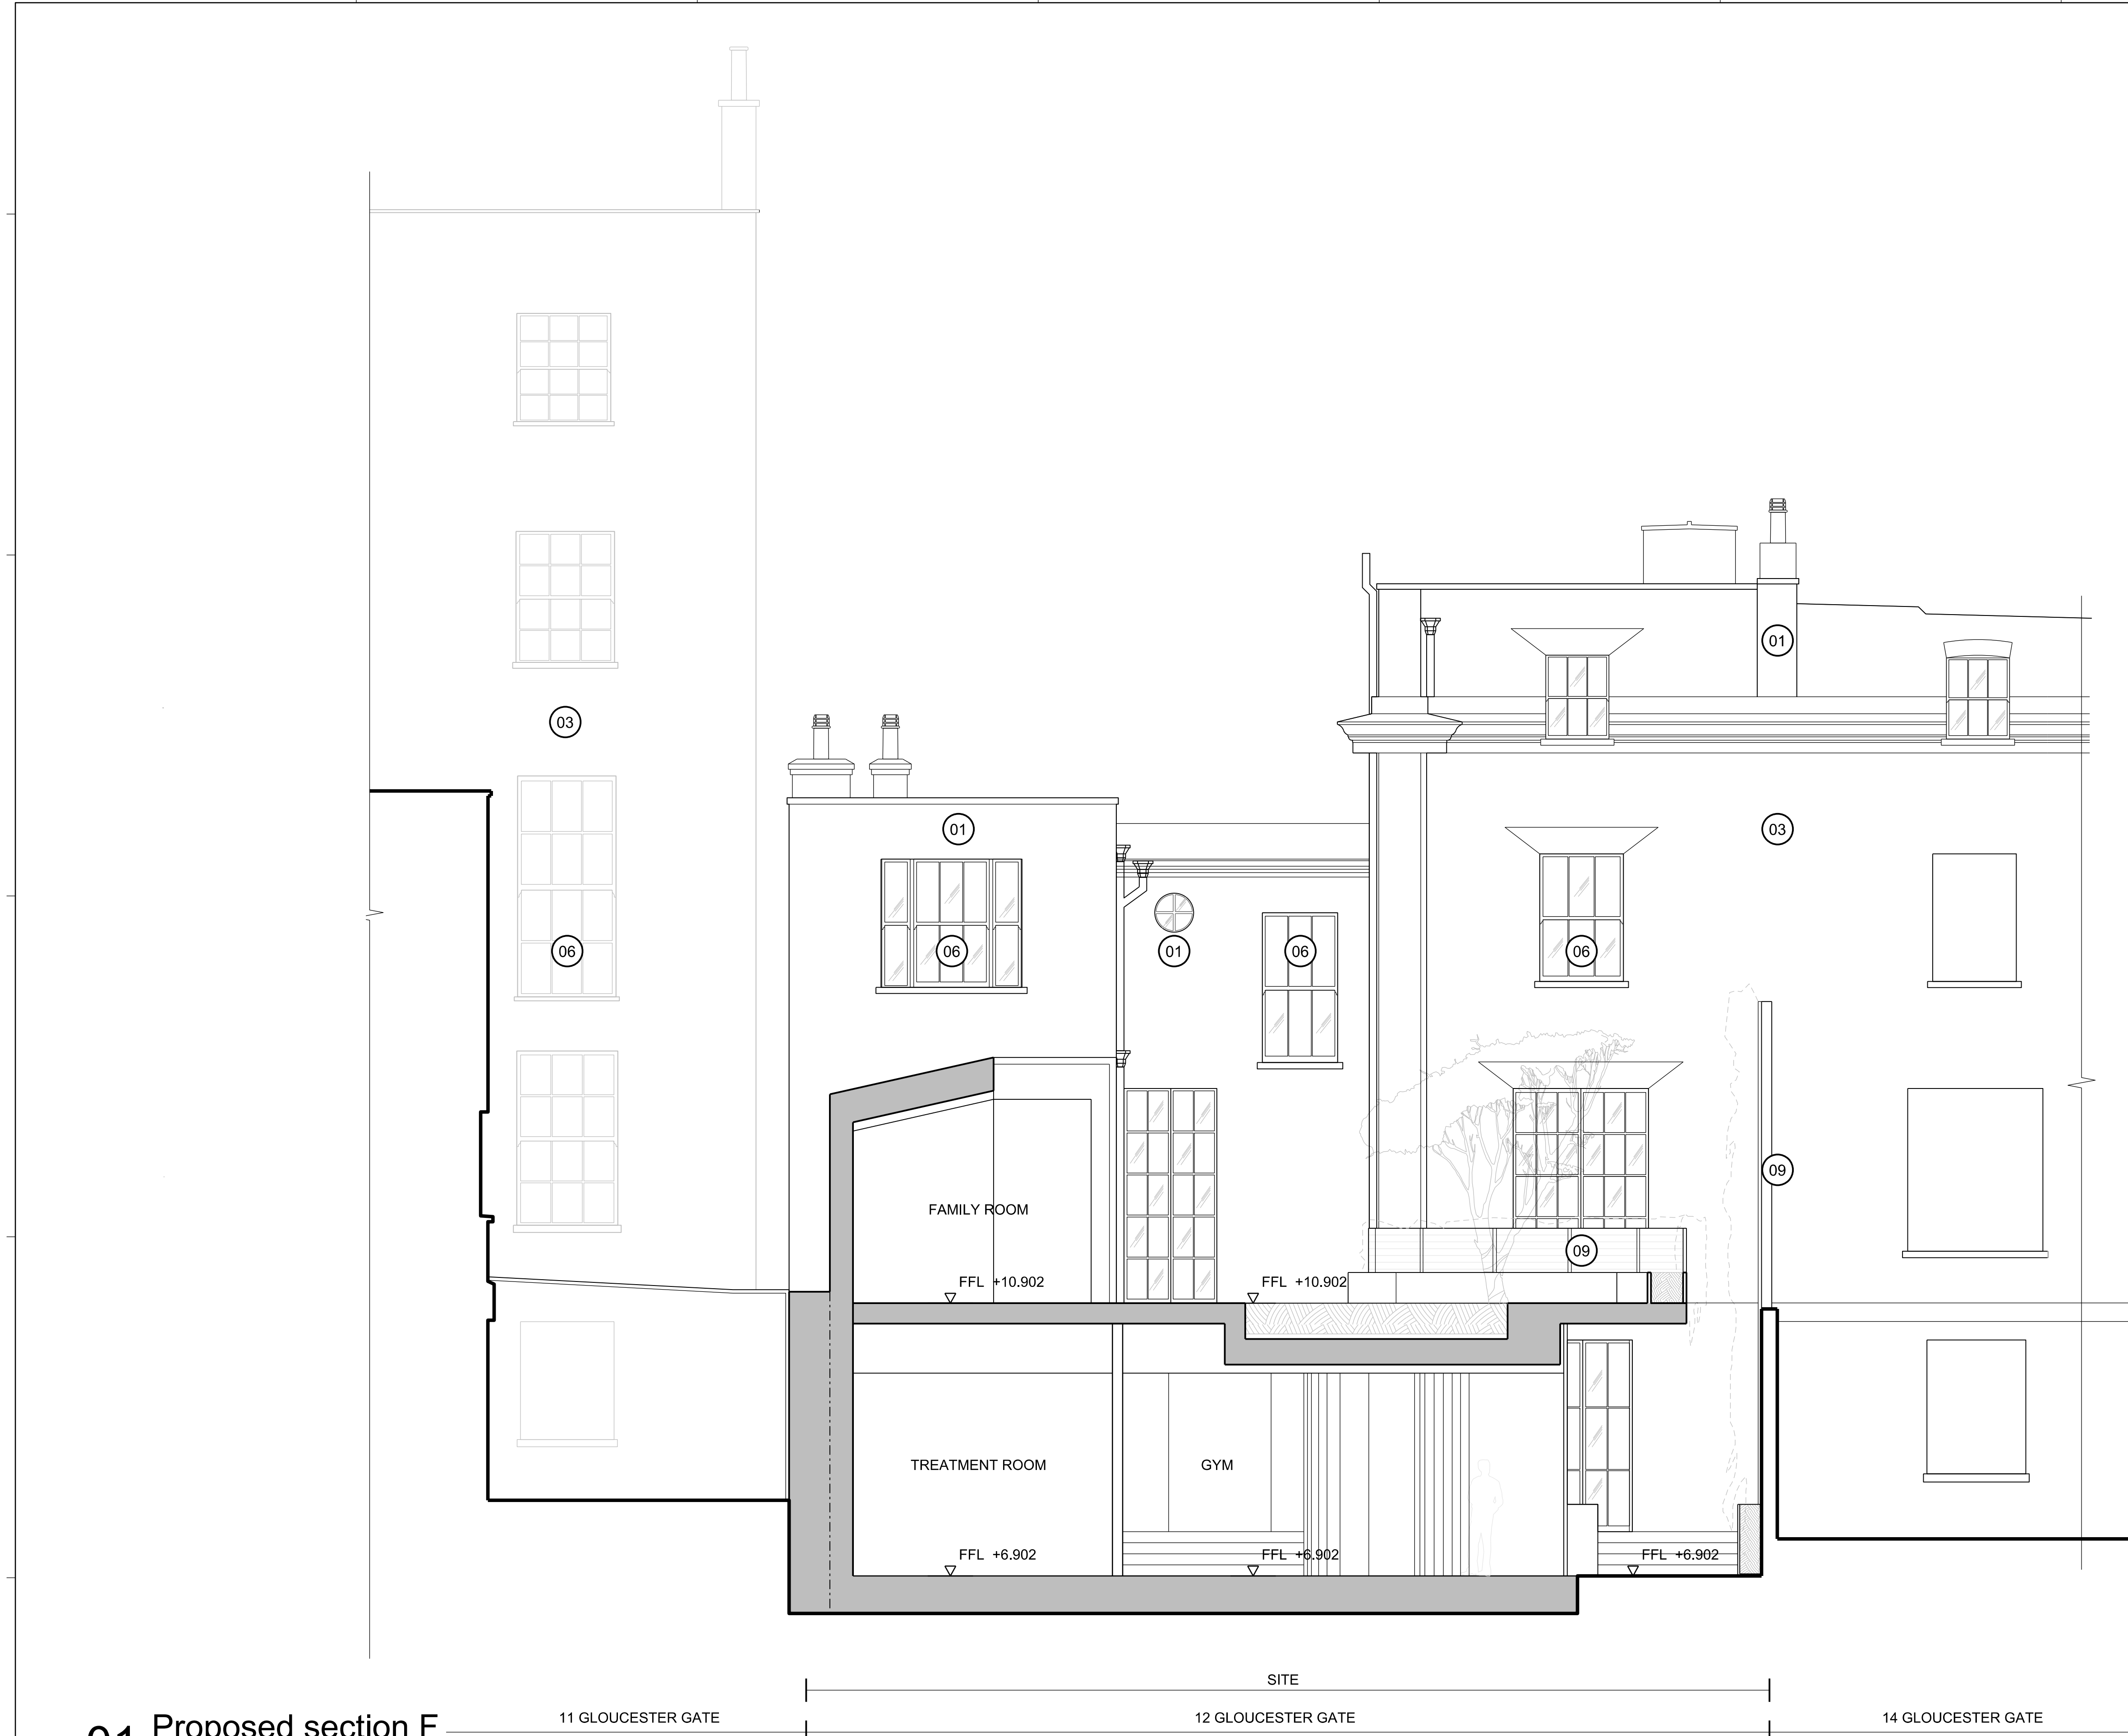 01
03
01
03
06
06
01
06
06
09
FAMILY ROOM
09
FFL +10.902
FFL +10.902
TREATMENT ROOM
GYM
FFL +6.902
FFL +6.902
FFL +6.902
SITE
11 GLOUCESTER GATE
12 GLOUCESTER GATE
14 GLOUCESTER GATE
01 Proposed section F